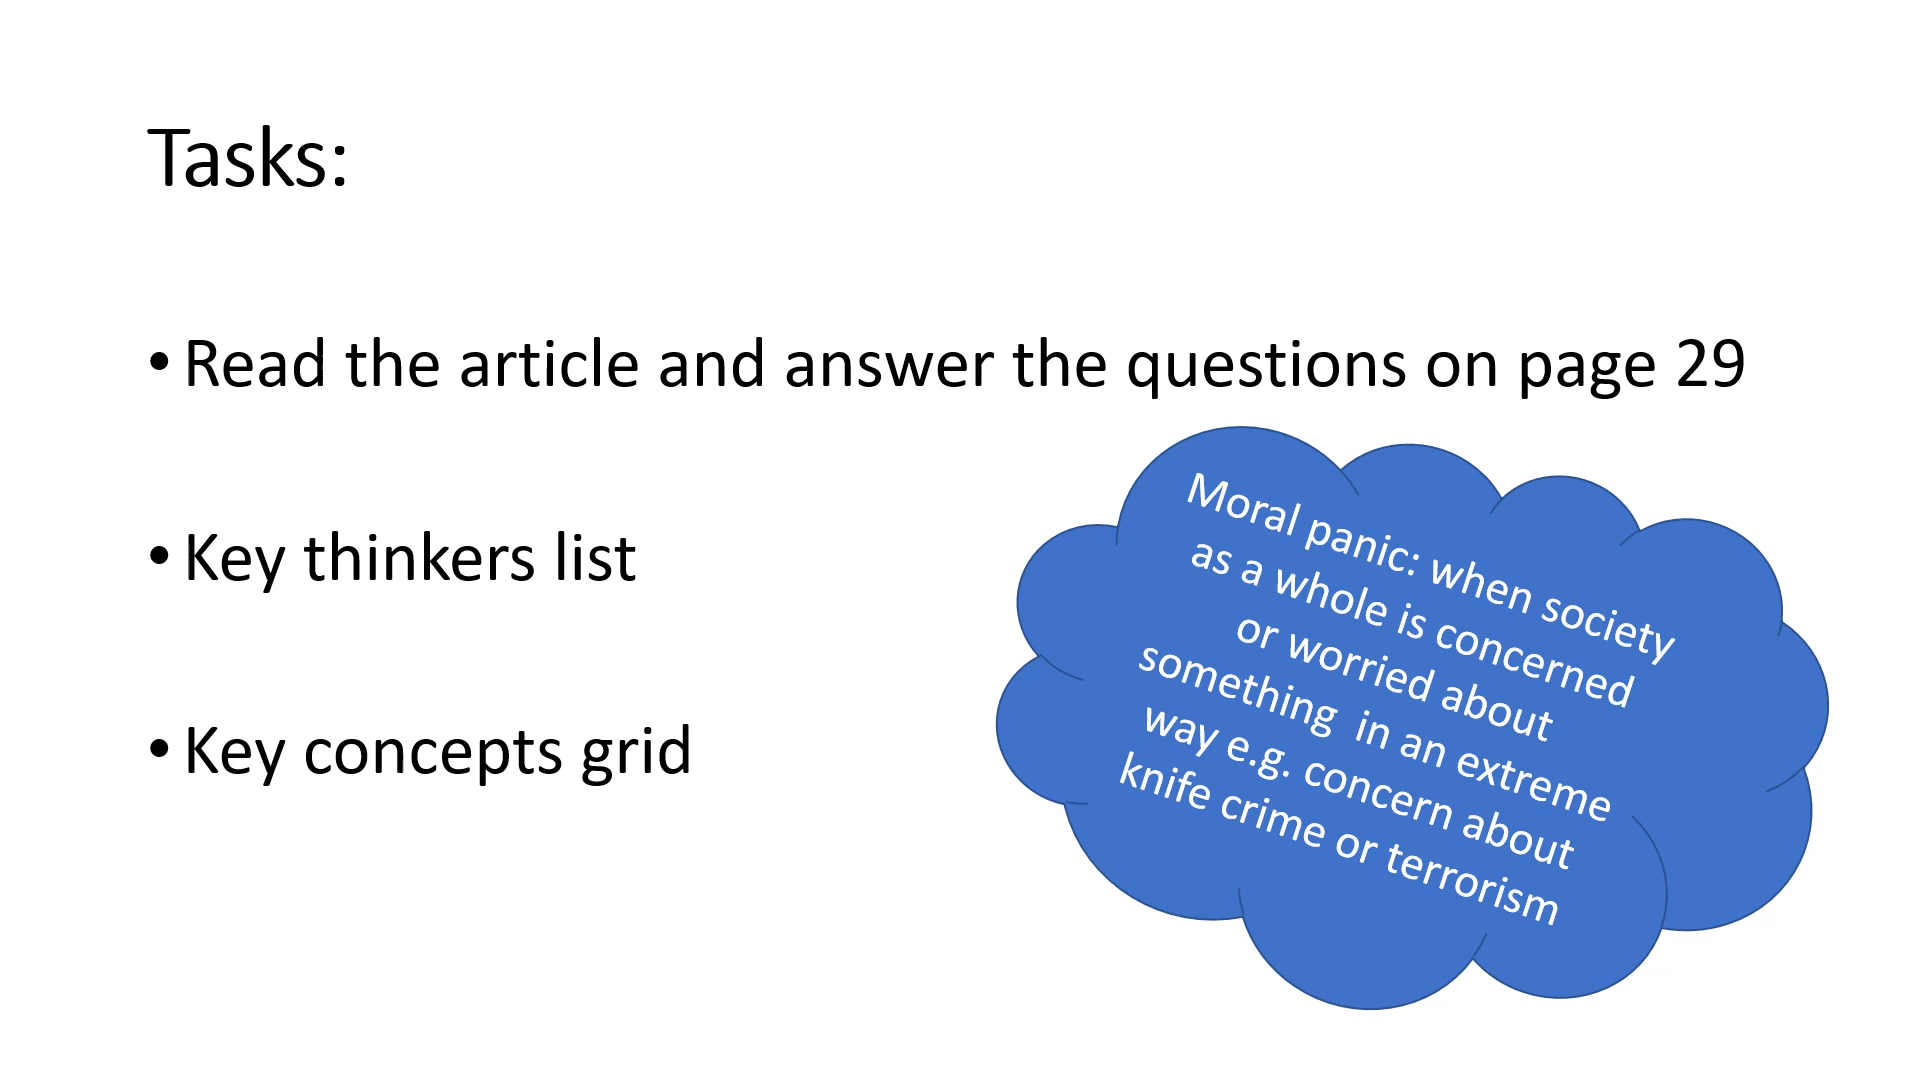 Tasks:
• Read the article and answer the questions on page 29
• Key thinkers list
• Key concepts grid
Moral panic: when society
as a whole is concerned
or worried about
something  in an extreme
way e.g. concern about
knife crime or terrorism